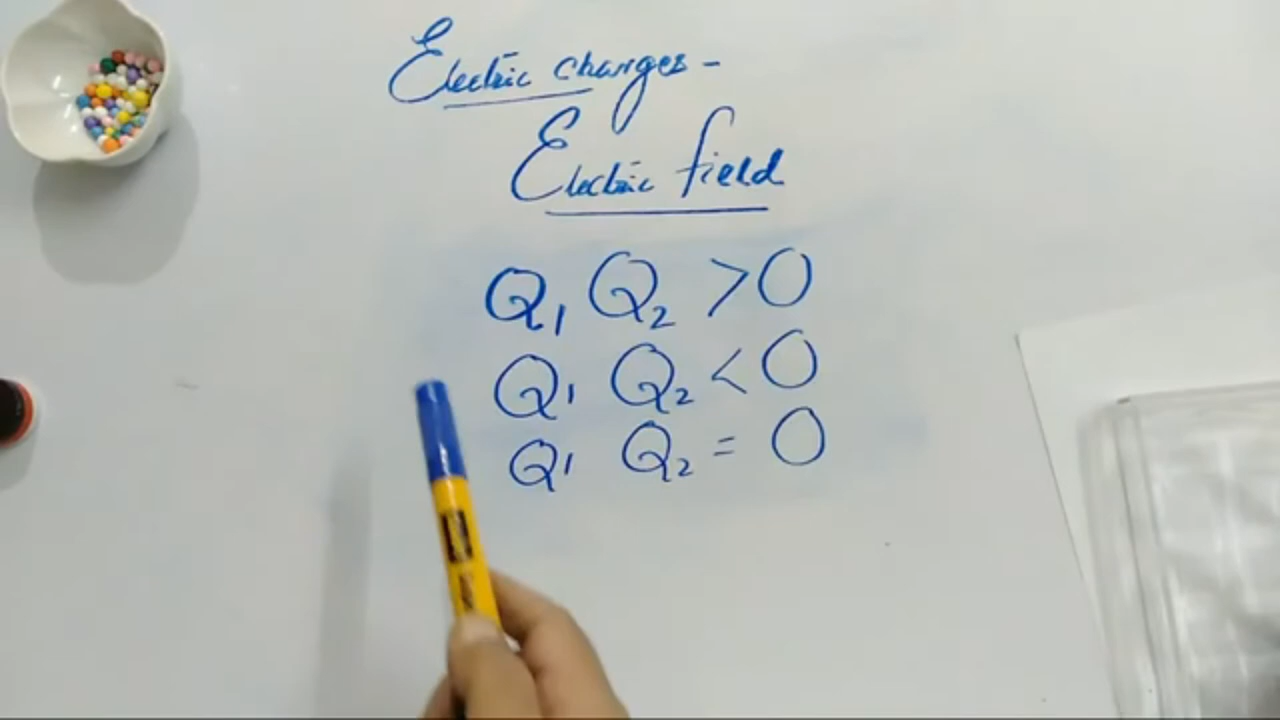 Electric charges -
Electric field
Q₁ Q₂ > 0
Q₁ Q₂ < 0
Q₁ Q₂ = 0